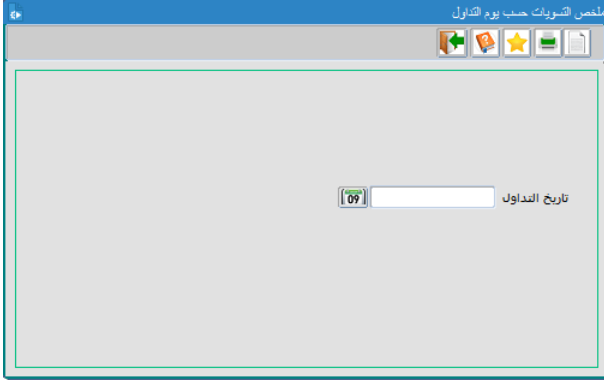 ملخص التسويات حسب يوم التداول
تاريخ التداول
09